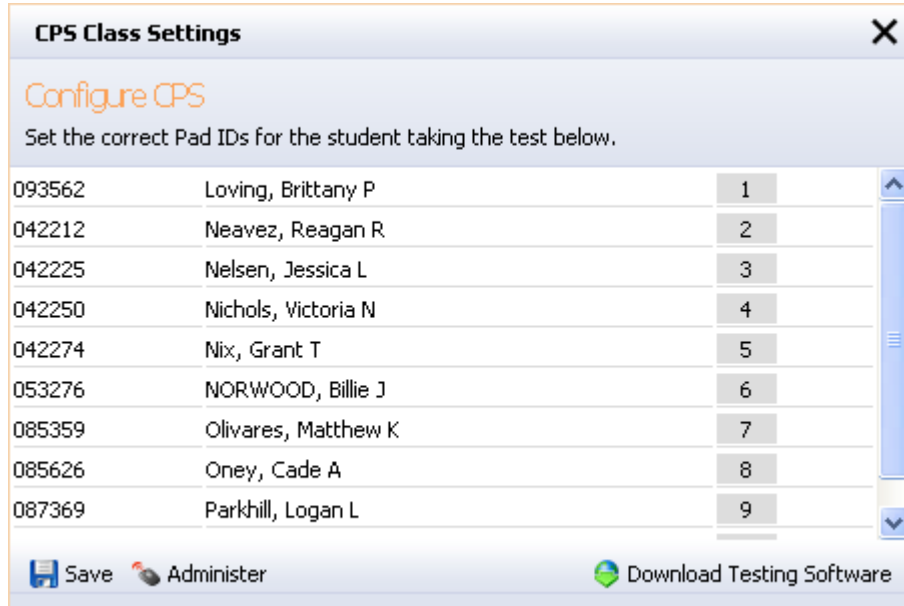 CPS Class Settings
Configure CPS
Set the correct Pad IDs for the student taking the test below.
093562 Loving, Brittany P 1
042212 Neavez, Reagan R 2
042225 Nelsen, Jessica L 3
042250 Nichols, Victoria N 4
042274 Nix, Grant T 5
053276 NORWOOD, Billie J 6
085359 Olivares, Matthew K 7
085626 Oney, Cade A 8
087369 Parkhill, Logan L 9
Save Administer Download Testing Software